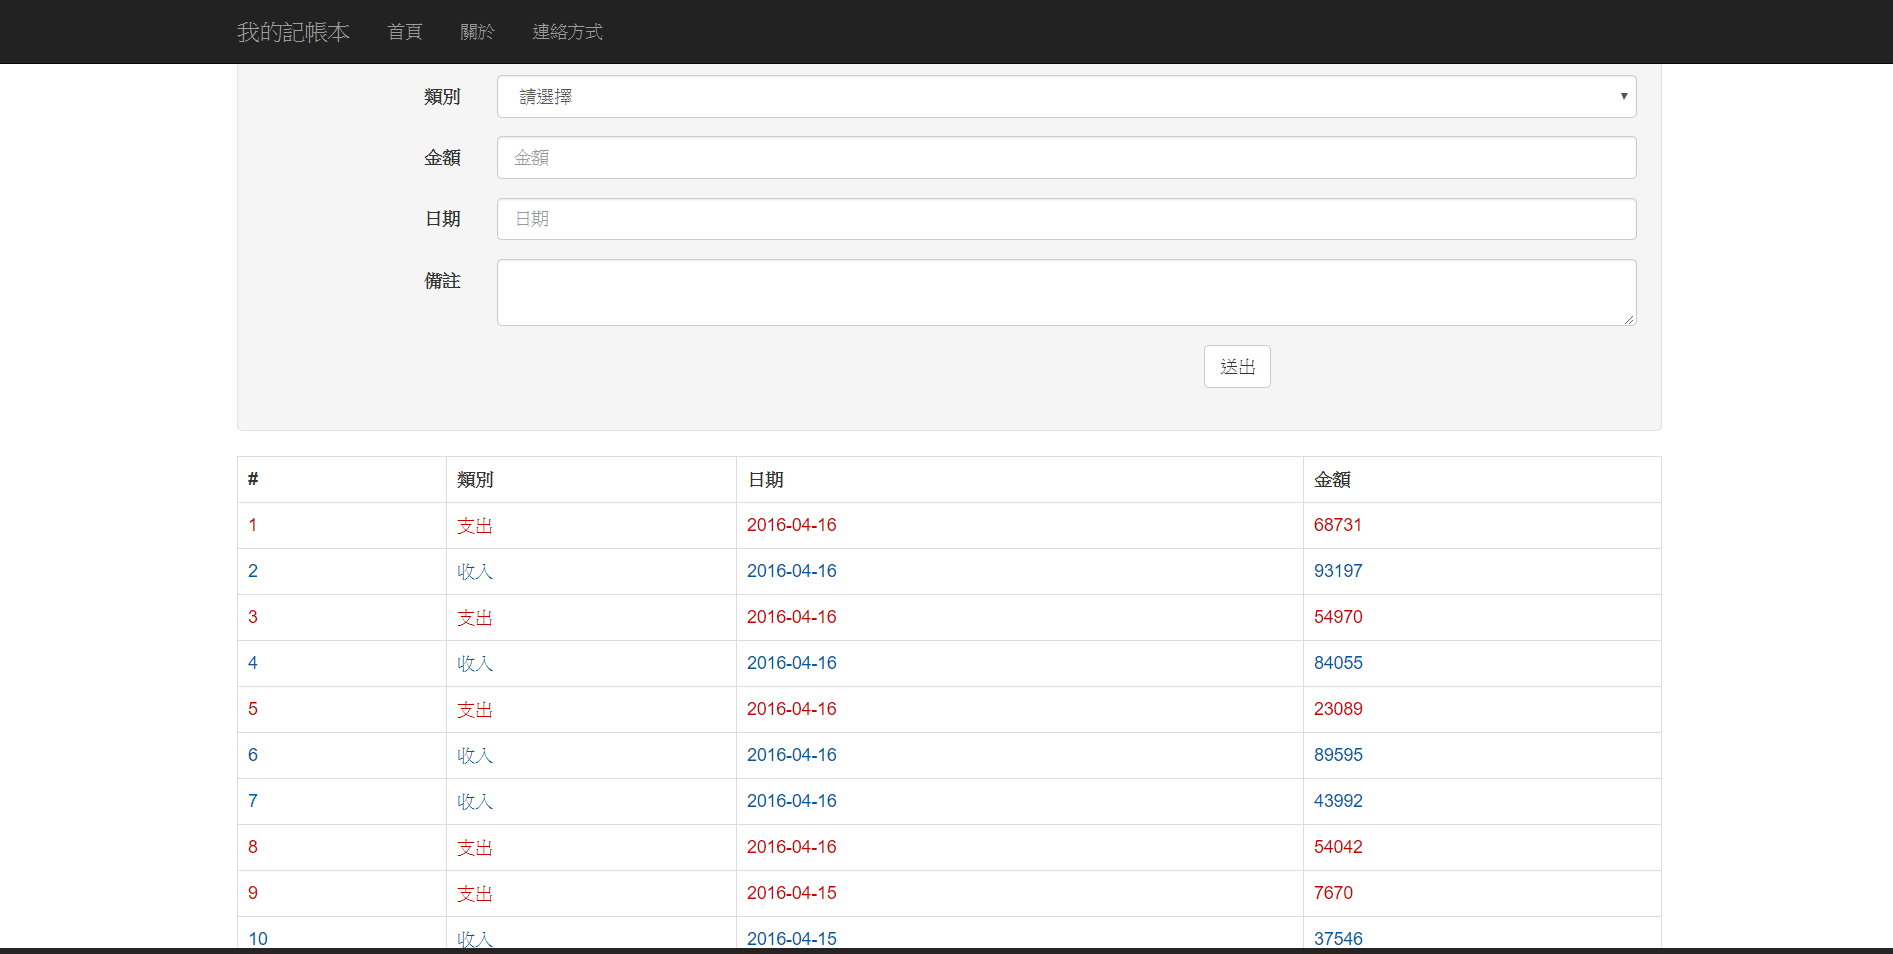 我的記帳本 首頁 關於 連絡方式
類別 請選擇
金額 金額
日期 日期
備註
送出
# 類別 日期 金額
1 支出 2016-04-16 68731
2 收入 2016-04-16 93197
3 支出 2016-04-16 54970
4 收入 2016-04-16 84055
5 支出 2016-04-16 23089
6 收入 2016-04-16 89595
7 收入 2016-04-16 43992
8 支出 2016-04-16 54042
9 支出 2016-04-15 7670
10 收入 2016-04-15 37546